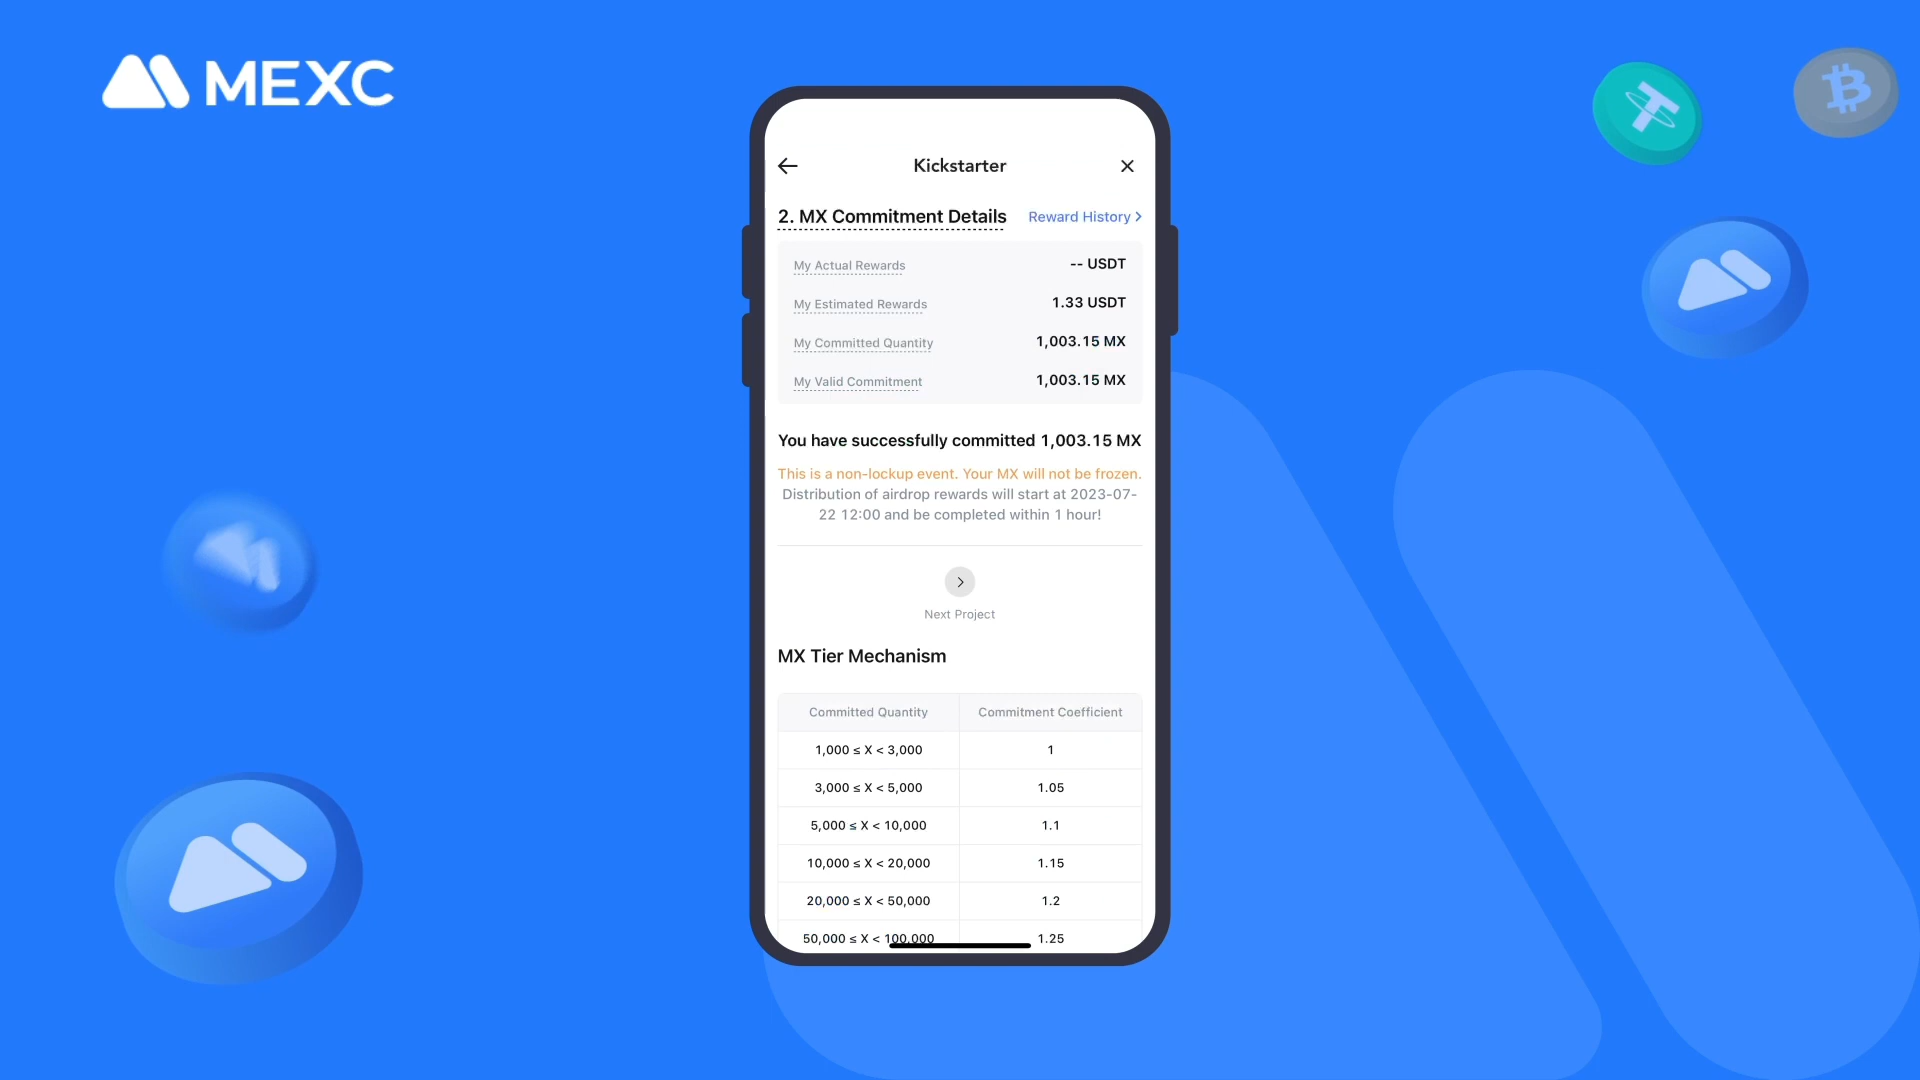 MEXC
Kickstarter
2. MX Commitment Details Reward History >
My Actual Rewards -- USDT
My Estimated Rewards 1.33 USDT
My Committed Quantity 1,003.15 MX
My Valid Commitment 1,003.15 MX
You have successfully committed 1,003.15 MX
This is a non-lockup event. Your MX will not be frozen.
Distribution of airdrop rewards will start at 2023-07-
22 12:00 and be completed within 1 hour!
Next Project
MX Tier Mechanism
Committed Quantity Commitment Coefficient
1,000 ≤ X < 3,000 1
3,000 ≤ X < 5,000 1.05
5,000 ≤ X < 10,000 1.1
10,000 ≤ X < 20,000 1.15
20,000 ≤ X < 50,000 1.2
50,000 ≤ X < 100,000 1.25